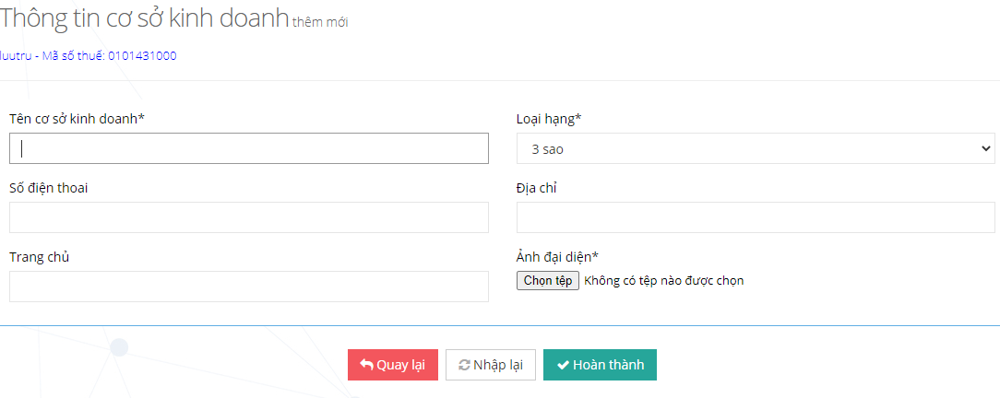 Thông tin cơ sở kinh doanh thêm mới
luutru - Mã số thuế: 0101431000
Tên cơ sở kinh doanh*
Loại hạng*
3 sao
Số điện thoai
Địa chỉ
Trang chủ
Ảnh đại diện*
Chọn tệp Không có tệp nào được chọn
Quay lại
Nhập lại
Hoàn thành